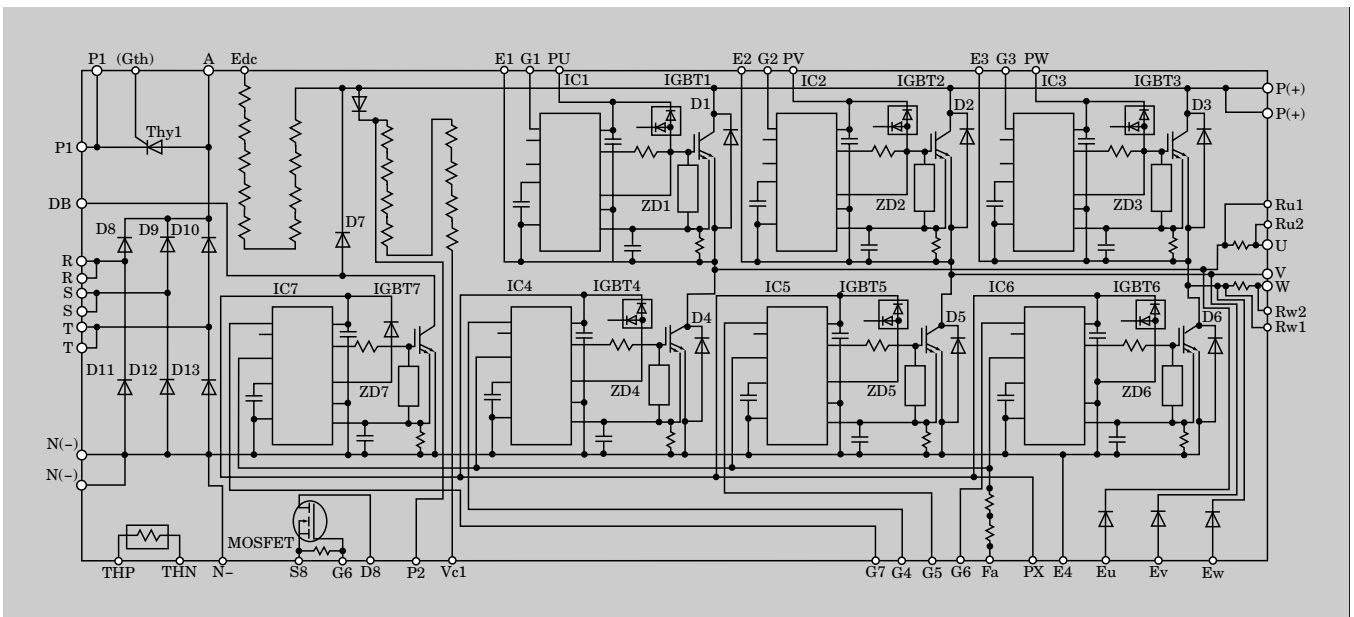 P1 (Gth) A Edc E1 G1 PU E2 G2 PV E3 G3 PW
IC1 IGBT1 IC2 IGBT2 IC3 IGBT3
P(+)
D1 D2 D3
P(+)
Thy1
P1
DB
ZD1 ZD2 ZD3
Ru1
D7
Ru2
D8 D9 D10
U
R
R
V
S
W
IC7 IGBT7 IC4 IGBT4 IC5 IGBT5 IC6 IGBT6
S
Rw2
D4 D5 D6
T
Rw1
T
D11 D12 D13
ZD7 ZD4 ZD5 ZD6
N(−)
N(−)
MOSFET
THP THN N− S8 G6 D8 P2 Vc1 G7 G4 G5 G6 Fa PX E4 Eu Ev Ew